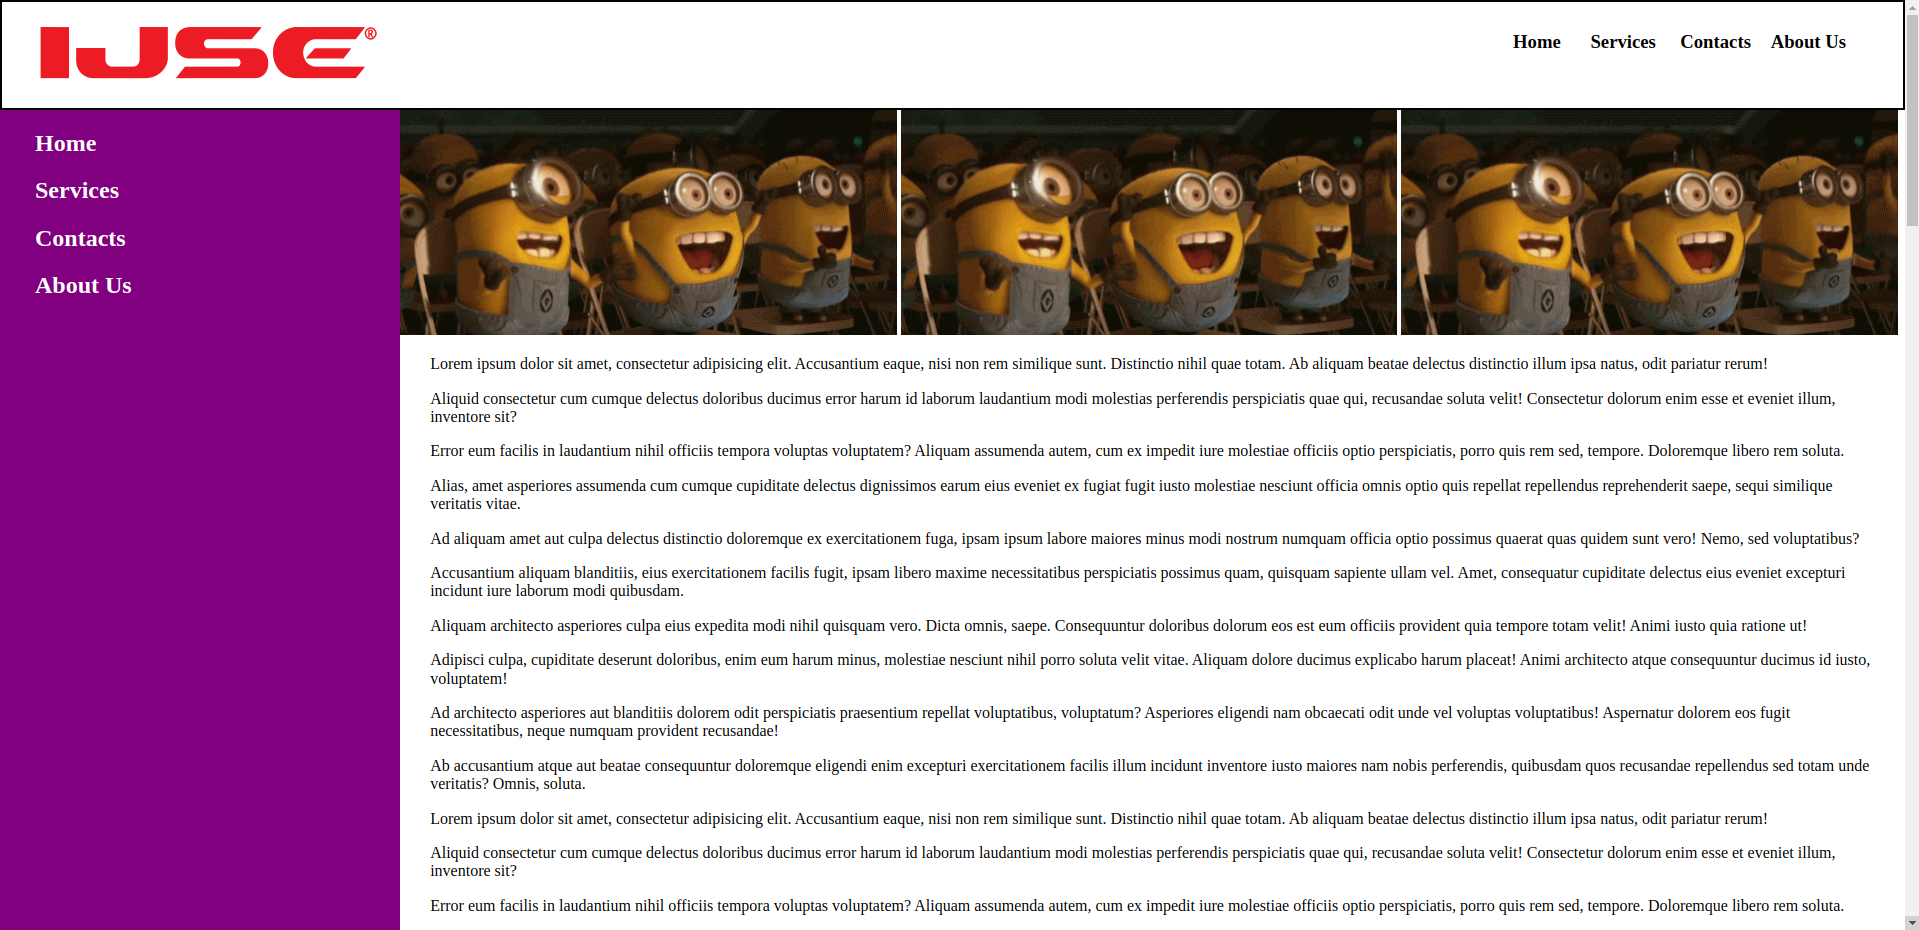 IJSE®
Home Services Contacts About Us
Home
Services
Contacts
About Us
Lorem ipsum dolor sit amet, consectetur adipisicing elit. Accusantium eaque, nisi non rem similique sunt. Distinctio nihil quae totam. Ab aliquam beatae delectus distinctio illum ipsa natus, odit pariatur rerum!
Aliquid consectetur cum cumque delectus doloribus ducimus error harum id laborum laudantium modi molestias perferendis perspiciatis quae qui, recusandae soluta velit! Consectetur dolorum enim esse et eveniet illum,
inventore sit?
Error eum facilis in laudantium nihil officiis tempora voluptas voluptatem? Aliquam assumenda autem, cum ex impedit iure molestiae officiis optio perspiciatis, porro quis rem sed, tempore. Doloremque libero rem soluta.
Alias, amet asperiores assumenda cum cumque cupiditate delectus dignissimos earum eius eveniet ex fugiat fugit iusto molestiae nesciunt officia omnis optio quis repellat repellendus reprehenderit saepe, sequi similique
veritatis vitae.
Ad aliquam amet aut culpa delectus distinctio doloremque ex exercitationem fuga, ipsam ipsum labore maiores minus modi nostrum numquam officia optio possimus quaerat quas quidem sunt vero! Nemo, sed voluptatibus?
Accusantium aliquam blanditiis, eius exercitationem facilis fugit, ipsam libero maxime necessitatibus perspiciatis possimus quam, quisquam sapiente ullam vel. Amet, consequatur cupiditate delectus eius eveniet excepturi
incidunt iure laborum modi quibusdam.
Aliquam architecto asperiores culpa eius expedita modi nihil quisquam vero. Dicta omnis, saepe. Consequuntur doloribus dolorum eos est eum officiis provident quia tempore totam velit! Animi iusto quia ratione ut!
Adipisci culpa, cupiditate deserunt doloribus, enim eum harum minus, molestiae nesciunt nihil porro soluta velit vitae. Aliquam dolore ducimus explicabo harum placeat! Animi architecto atque consequuntur ducimus id iusto,
voluptatem!
Ad architecto asperiores aut blanditiis dolorem odit perspiciatis praesentium repellat voluptatibus, voluptatum? Asperiores eligendi nam obcaecati odit unde vel voluptas voluptatibus! Aspernatur dolorem eos fugit
necessitatibus, neque numquam provident recusandae!
Ab accusantium atque aut beatae consequuntur doloremque eligendi enim excepturi exercitationem facilis illum incidunt inventore iusto maiores nam nobis perferendis, quibusdam quos recusandae repellendus sed totam unde
veritatis? Omnis, soluta.
Lorem ipsum dolor sit amet, consectetur adipisicing elit. Accusantium eaque, nisi non rem similique sunt. Distinctio nihil quae totam. Ab aliquam beatae delectus distinctio illum ipsa natus, odit pariatur rerum!
Aliquid consectetur cum cumque delectus doloribus ducimus error harum id laborum laudantium modi molestias perferendis perspiciatis quae qui, recusandae soluta velit! Consectetur dolorum enim esse et eveniet illum,
inventore sit?
Error eum facilis in laudantium nihil officiis tempora voluptas voluptatem? Aliquam assumenda autem, cum ex impedit iure molestiae officiis optio perspiciatis, porro quis rem sed, tempore. Doloremque libero rem soluta.